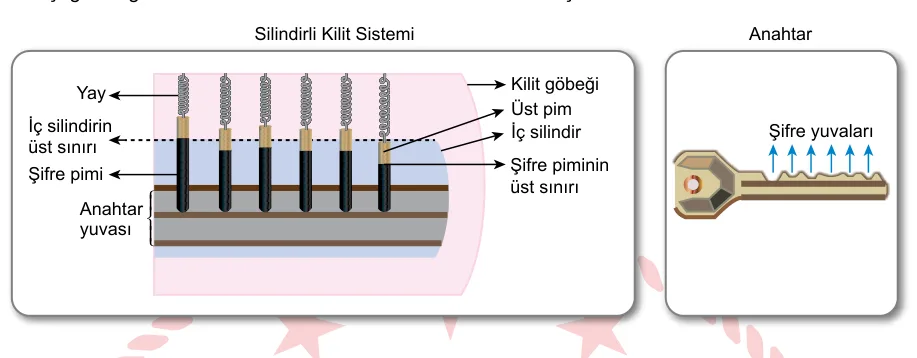 Silindirli Kilit Sistemi
Anahtar
Yay
İç silindirin
üst sınırı
Şifre pimi
Anahtar
yuvası
Kilit göbeği
Üst pim
İç silindir
Şifre piminin
üst sınırı
Şifre yuvaları